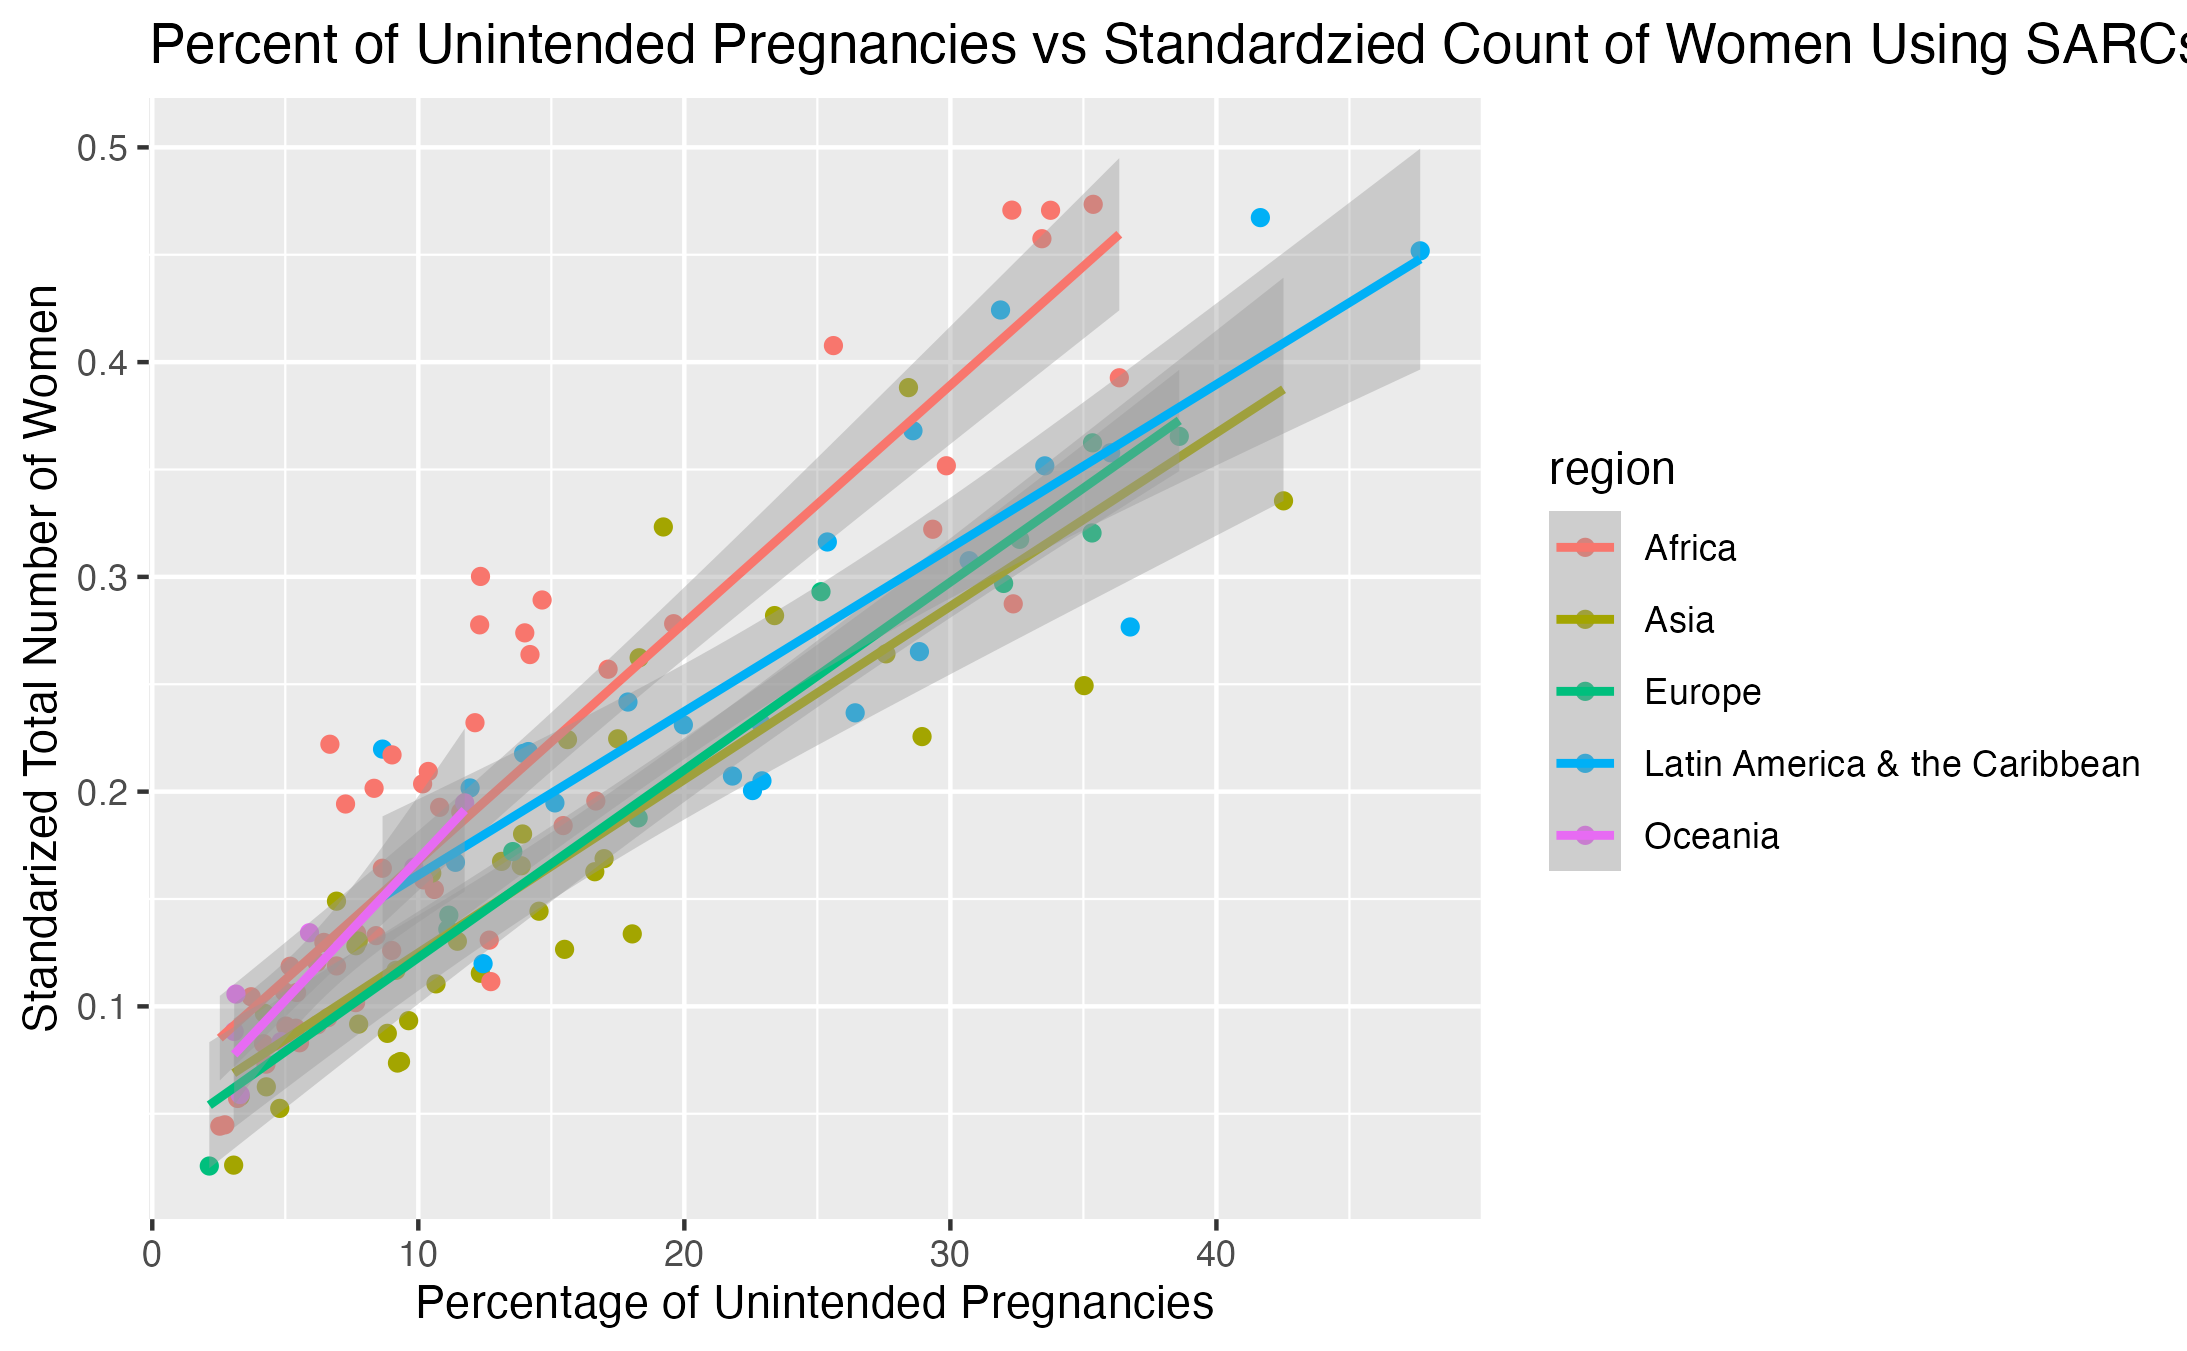 Percent of Unintended Pregnancies vs Standardzied Count of Women Using SARCs
Standarized Total Number of Women
0.5
0.4
0.3
0.2
0.1
0 10 20 30 40
Percentage of Unintended Pregnancies
region
Africa
Asia
Europe
Latin America & the Caribbean
Oceania